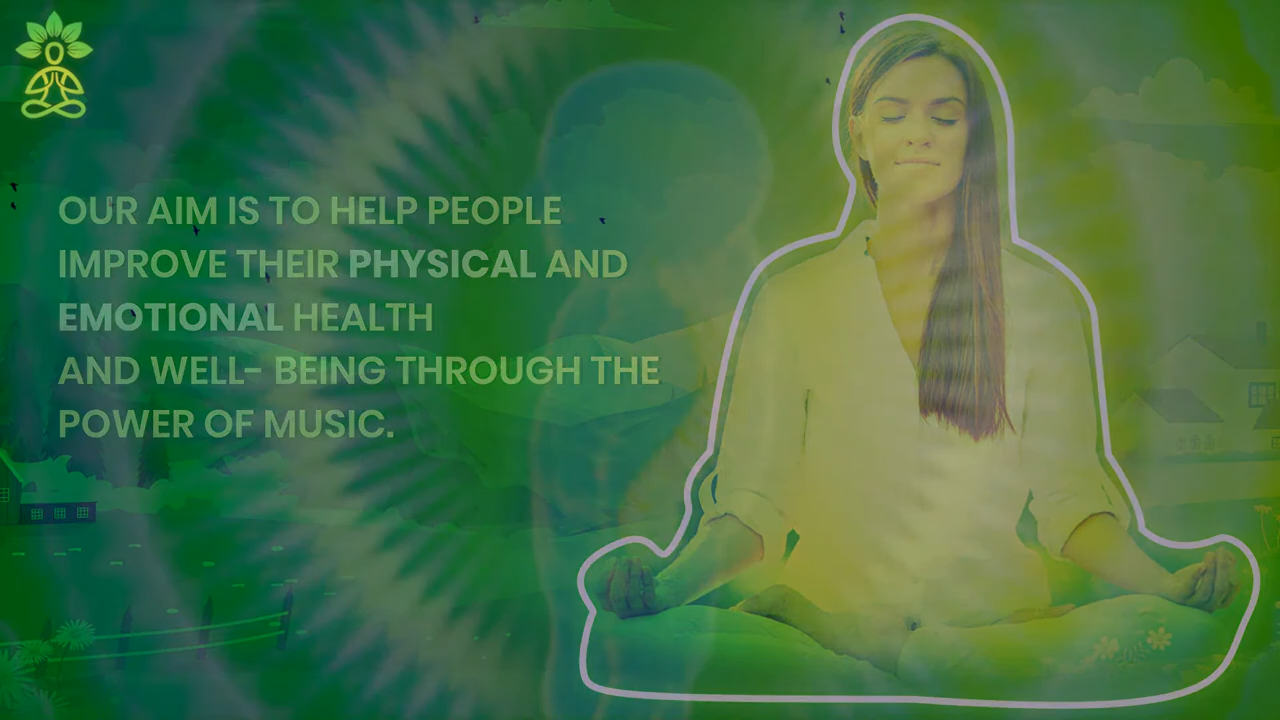 OUR AIM IS TO HELP PEOPLE
IMPROVE THEIR PHYSICAL AND
EMOTIONAL HEALTH
AND WELL- BEING THROUGH THE
POWER OF MUSIC.